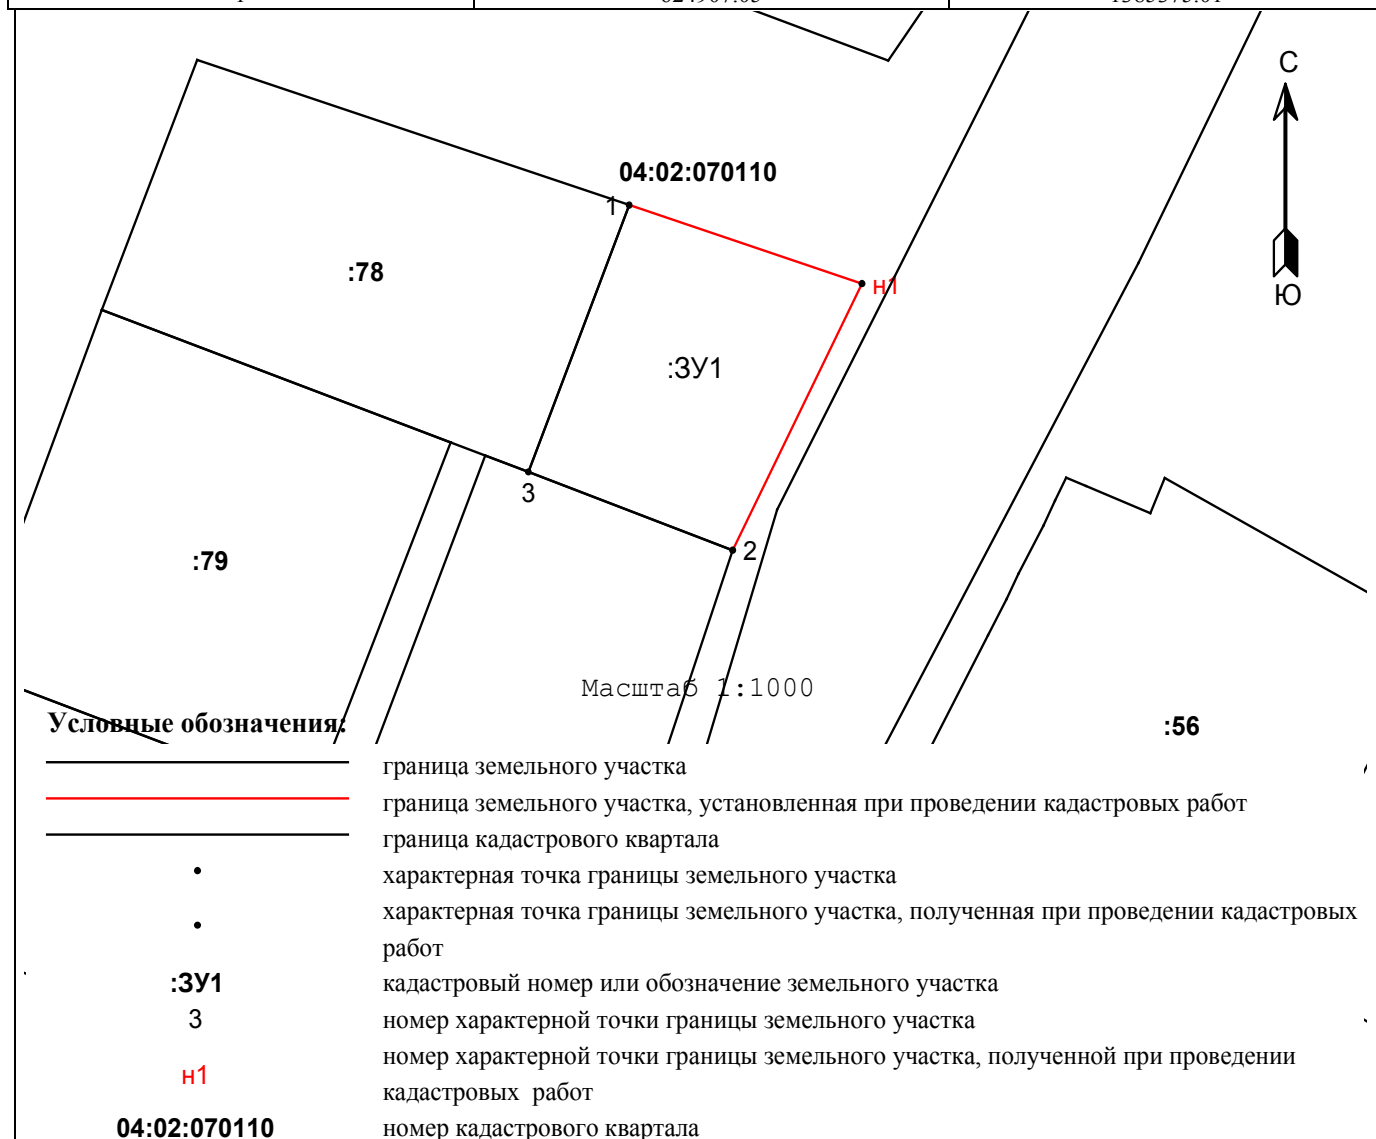 С
04:02:070110
1
:78
н1
Ю
:ЗУ1
3
2
:79
Масштаб 1:1000
Условные обозначения:
:56
граница земельного участка
граница земельного участка, установленная при проведении кадастровых работ
граница кадастрового квартала
характерная точка границы земельного участка
характерная точка границы земельного участка, полученная при проведении кадастровых
работ
:ЗУ1 кадастровый номер или обозначение земельного участка
3 номер характерной точки границы земельного участка
н1 номер характерной точки границы земельного участка, полученной при проведении
кадастровых работ
04:02:070110 номер кадастрового квартала